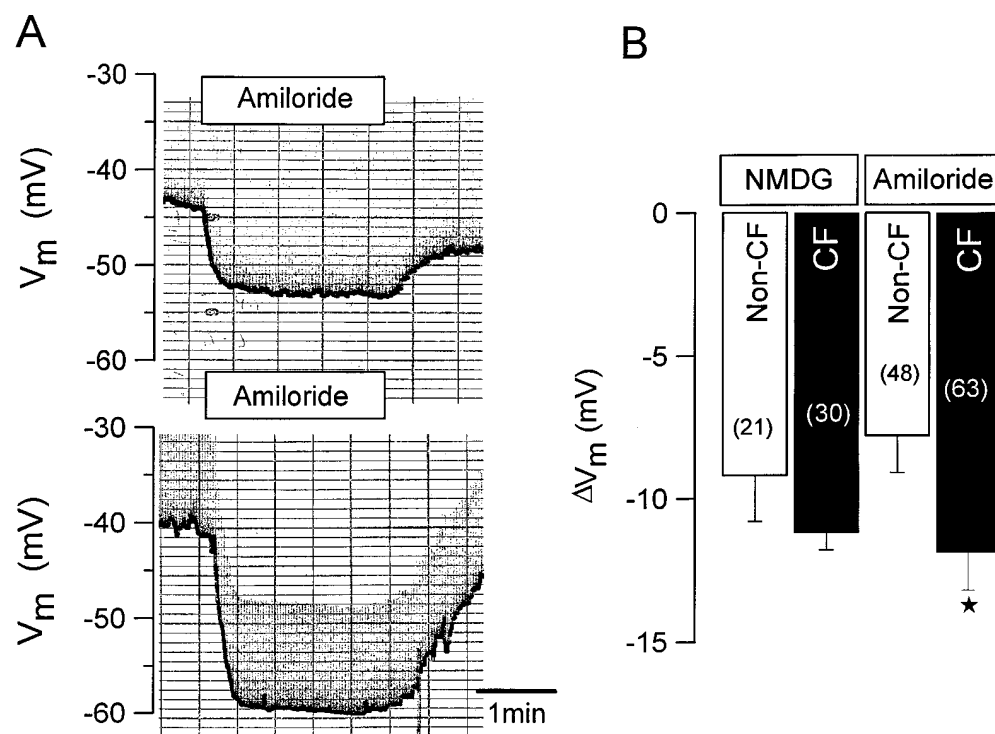 A
-30
-40
-50
-60
Vm (mV)
Amiloride
-30
-40
-50
-60
Vm (mV)
Amiloride
1min
B
NMDG
Amiloride
0
-5
-10
-15
ΔVm (mV)
Non-CF
CF
Non-CF
CF
(21)
(30)
(48)
(63)
★